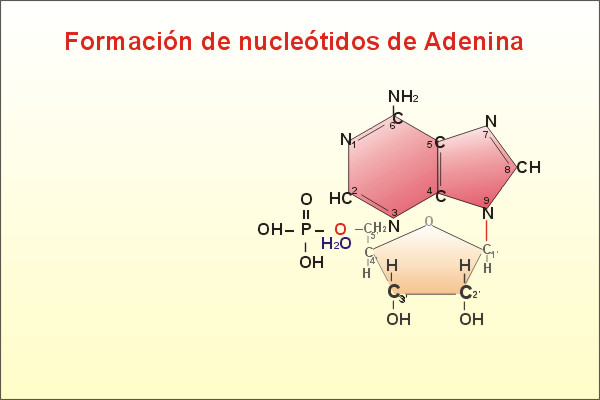 Formación de nucleótidos de Adenina
NH2
C
6
N
1
N
7
5
C
HC
2
8
CH
4
C
3
N
9
N
O
OH
P
O
CH2
5'
H2O
OH
O
C
4'
H
C
1'
H
H
C
3'
OH
H
C
2'
OH